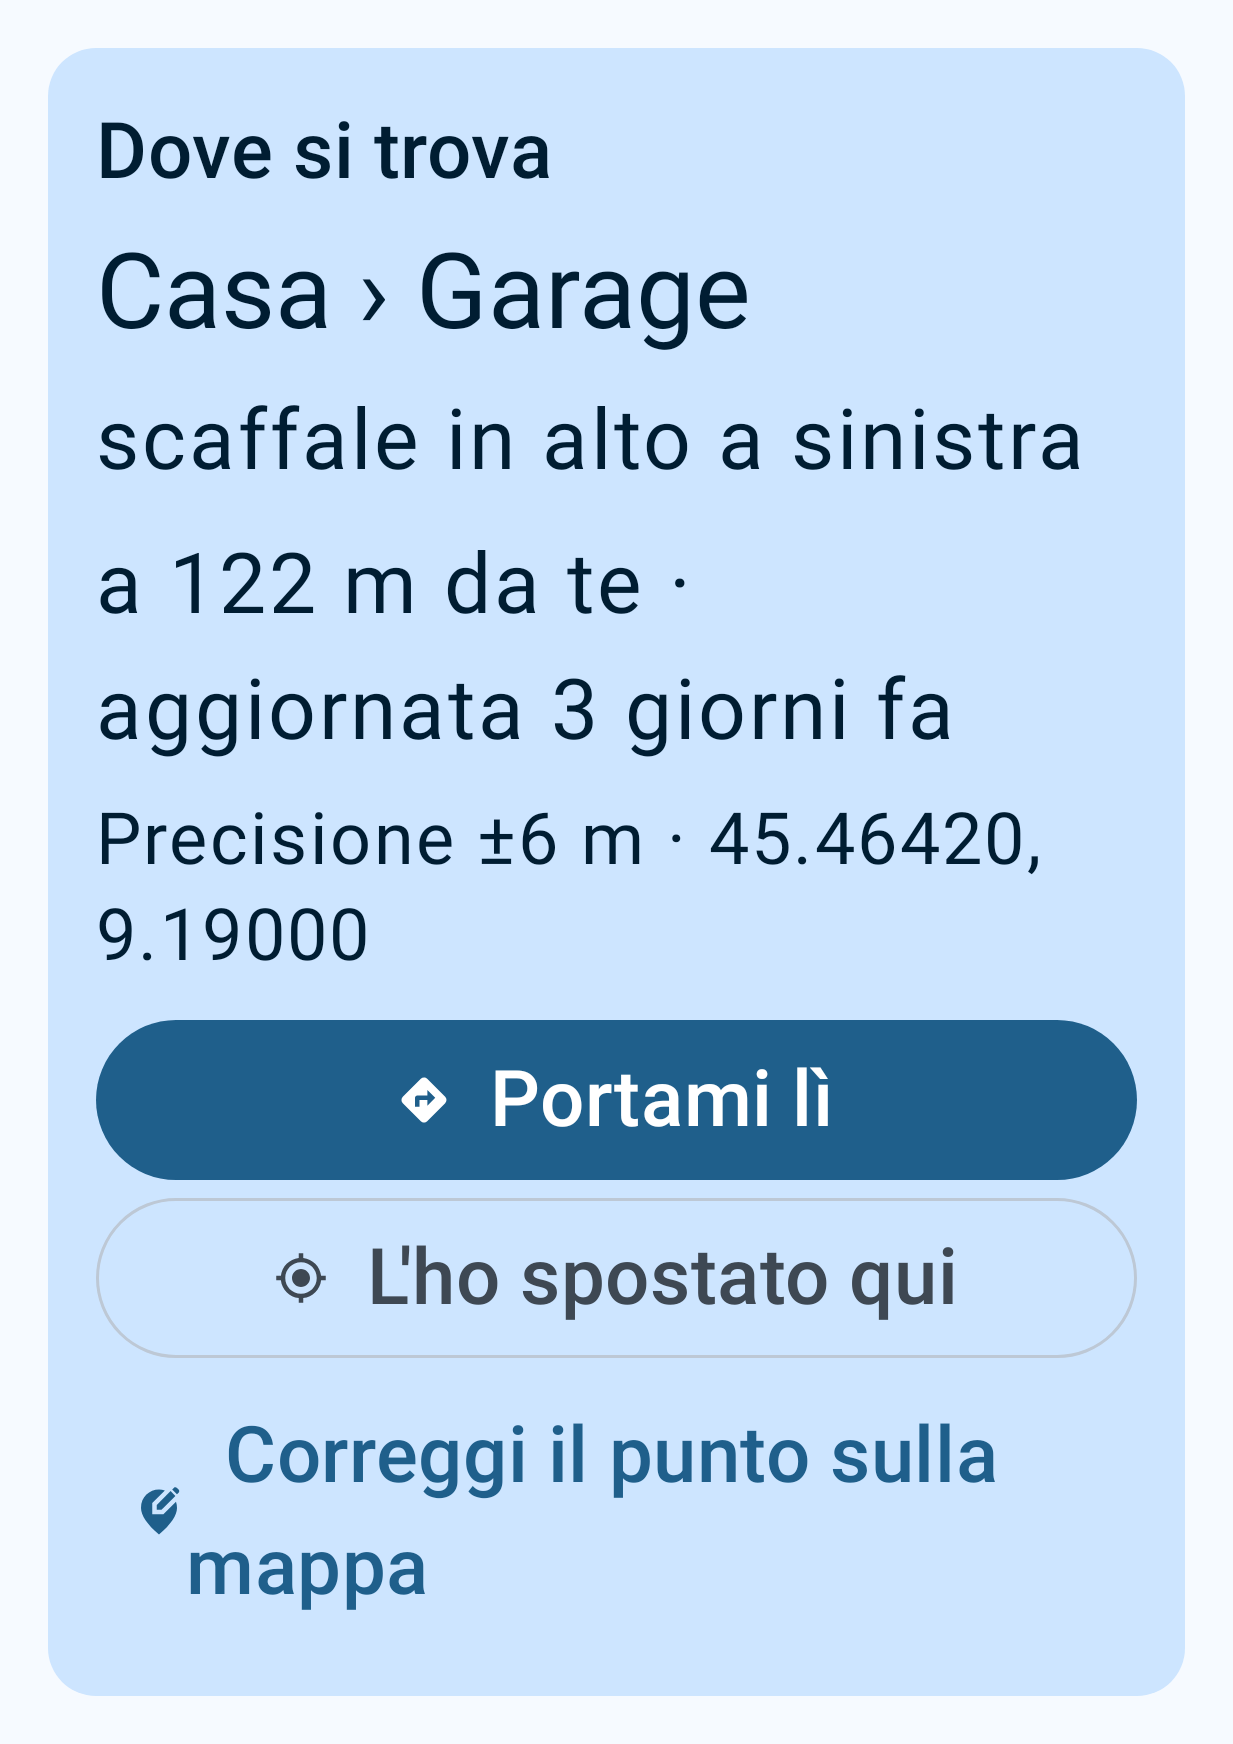 Dove si trova
Casa › Garage
scaffale in alto a sinistra
a 122 m da te ·
aggiornata 3 giorni fa
Precisione ±6 m · 45.46420,
9.19000
Portami lì
L'ho spostato qui
Correggi il punto sulla
mappa